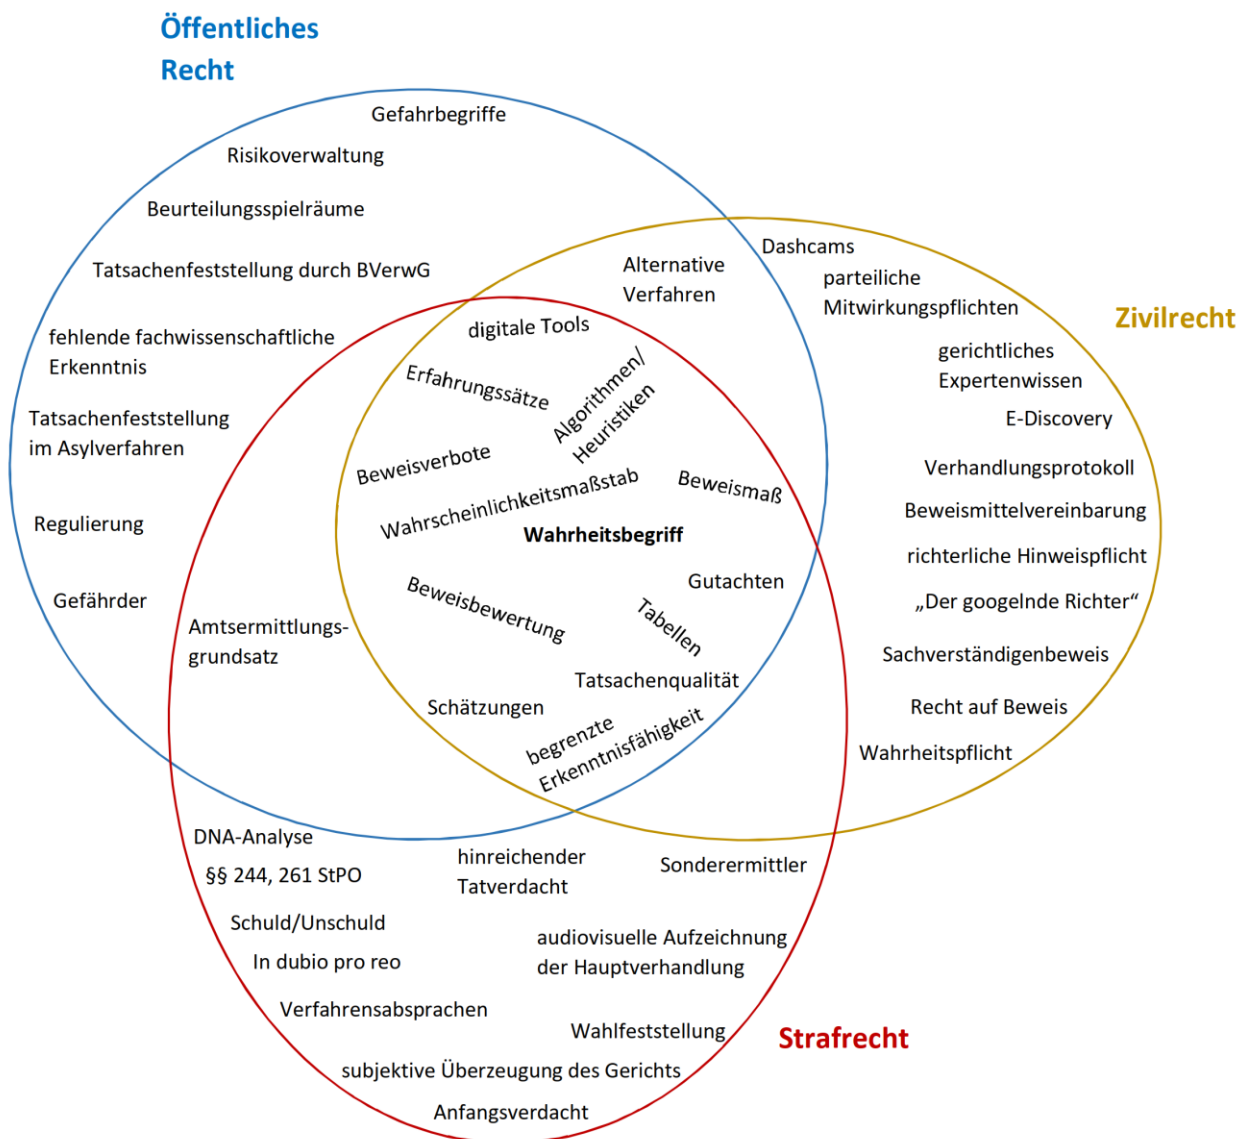 Öffentliches
Recht
Gefahrbegriffe
Risikoverwaltung
Beurteilungsspielräume
Tatsachenfeststellung durch BVerwG
fehlende fachwissenschaftliche
Erkenntnis
Tatsachenfeststellung
im Asylverfahren
Regulierung
Gefährder
Amtsermittlungs-
grundsatz
Alternative
Verfahren
digitale Tools
Erfahrungssätze
Algorithmen/
Heuristiken
Beweisverbote
Wahrscheinlichkeitsmaßstab
Beweismaß
Wahrheitsbegriff
Gutachten
Beweisbewertung
Tabellen
Tatsachenqualität
Schätzungen
begrenzte
Erkenntnisfähigkeit
Zivilrecht
Dashcams
parteiliche
Mitwirkungspflichten
gerichtliches
Expertenwissen
E-Discovery
Verhandlungsprotokoll
Beweismittelvereinbarung
richterliche Hinweispflicht
„Der googelnde Richter“
Sachverständigenbeweis
Recht auf Beweis
Wahrheitspflicht
DNA-Analyse
§§ 244, 261 StPO
Schuld/Unschuld
In dubio pro reo
Verfahrensabsprachen
hinreichender
Tatverdacht
Sonderermittler
audiovisuelle Aufzeichnung
der Hauptverhandlung
Wahlfeststellung
subjektive Überzeugung des Gerichts
Anfangsverdacht
Strafrecht